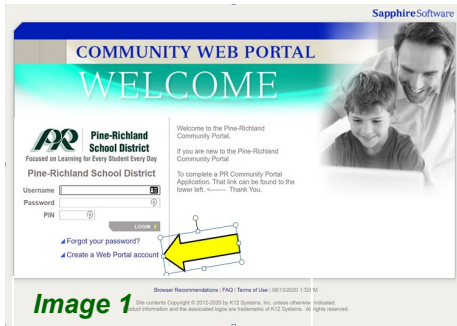 SapphireSoftware
COMMUNITY WEB PORTAL
WELCOME
PR
Pine-Richland
School District
Focused on Learning for Every Student Every Day
Pine-Richland School District
Username
Password
PIN
LOGIN
Forgot your password?
Create a Web Portal account
Welcome to the Pine-Richland
Community Portal.
If you are new to the Pine-Richland
Community Portal
To complete a PR Community Portal
Application. That link can be found to the
lower left. <------- Thank You.
Browser Recommendations | FAQ | Terms of Use | 08/13/2020 1:32
Image 1
Site contents Copyright © 2012-2020 by K12 Systems, Inc. unless otherwise indicated.
oduct information and the associated logos are trademarks of K12 Systems, All rights reserved.